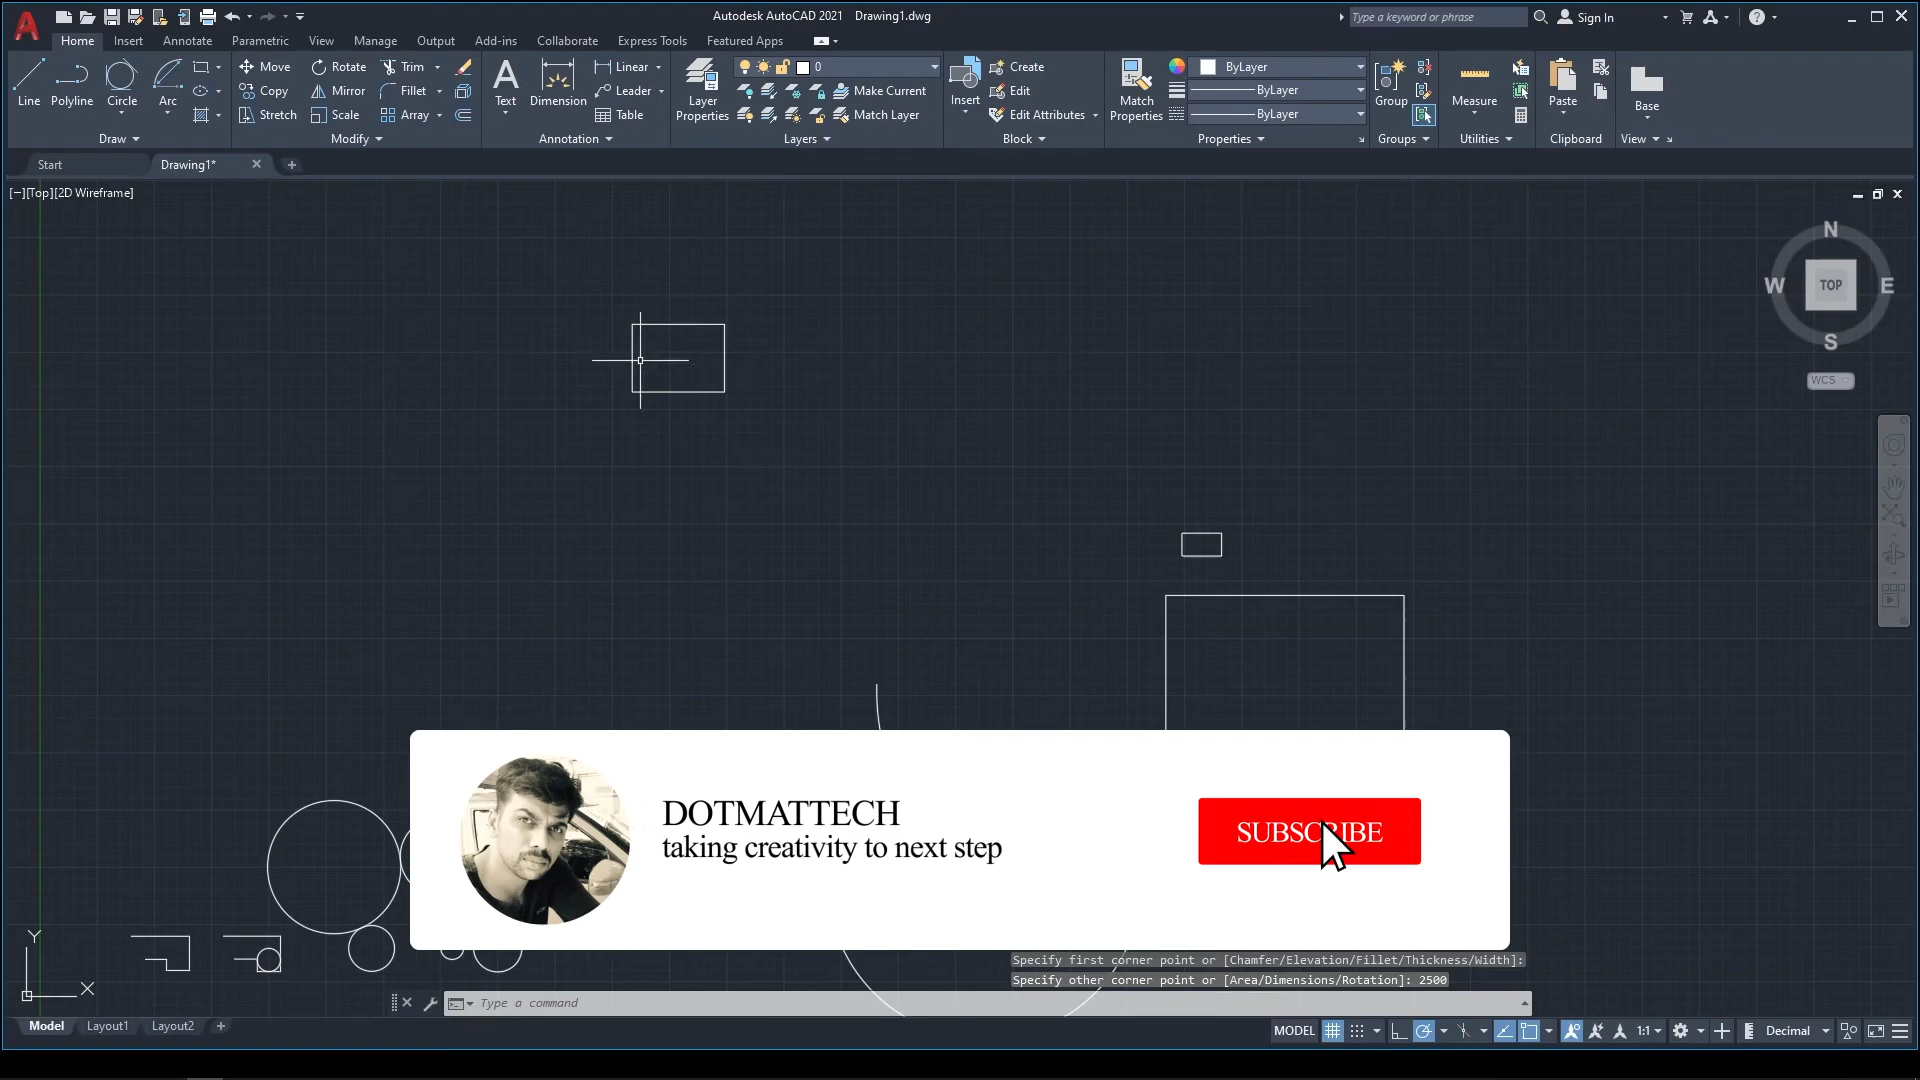 Autodesk AutoCAD 2021 Drawing1.dwg
Type a keyword or phrase
Sign In
Home Insert Annotate Parametric View Manage Output Add-ins Collaborate Express Tools Featured Apps
Line Polyline Circle Arc
Move Rotate Trim
Copy Mirror Fillet
Stretch Scale Array
Text Dimension
Linear
Leader
Table
Layer Properties
0
Make Current
Match Layer
Insert
Create
Edit
Edit Attributes
Match Properties
ByLayer
ByLayer
ByLayer
Group
Measure
Paste
Base
Draw Modify Annotation Layers Block Properties Groups Utilities Clipboard View
Start Drawing1*
[−][Top][2D Wireframe]
N
W TOP E
S
WCS
DOTMATTECH
taking creativity to next step
SUBSCRIBE
Y
X
Specify first corner point or [Chamfer/Elevation/Fillet/Thickness/Width]:
Specify other corner point or [Area/Dimensions/Rotation]: 2500
Type a command
Model Layout1 Layout2
MODEL 1:1 Decimal